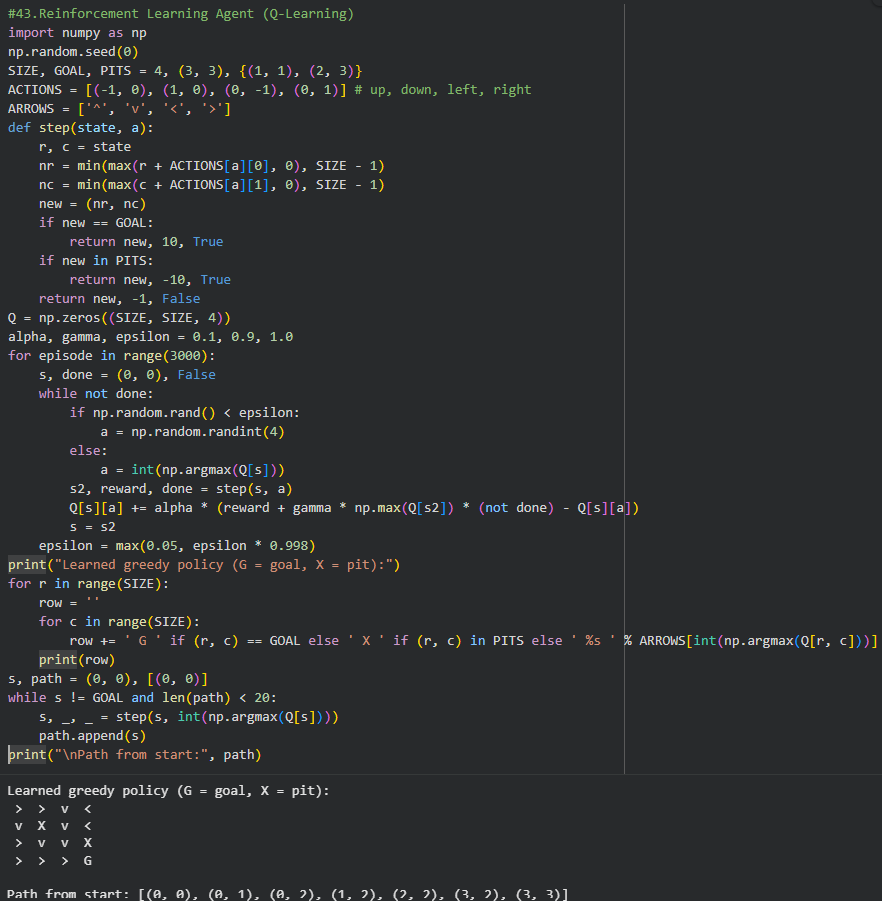 #43.Reinforcement Learning Agent (Q-Learning)
import numpy as np
np.random.seed(0)
SIZE, GOAL, PITS = 4, (3, 3), {(1, 1), (2, 3)}
ACTIONS = [(-1, 0), (1, 0), (0, -1), (0, 1)] # up, down, left, right
ARROWS = ['^', 'v', '<', '>']
def step(state, a):
    r, c = state
    nr = min(max(r + ACTIONS[a][0], 0), SIZE - 1)
    nc = min(max(c + ACTIONS[a][1], 0), SIZE - 1)
    new = (nr, nc)
    if new == GOAL:
        return new, 10, True
    if new in PITS:
        return new, -10, True
    return new, -1, False
Q = np.zeros((SIZE, SIZE, 4))
alpha, gamma, epsilon = 0.1, 0.9, 1.0
for episode in range(3000):
    s, done = (0, 0), False
    while not done:
        if np.random.rand() < epsilon:
            a = np.random.randint(4)
        else:
            a = int(np.argmax(Q[s]))
        s2, reward, done = step(s, a)
        Q[s][a] += alpha * (reward + gamma * np.max(Q[s2]) * (not done) - Q[s][a])
        s = s2
    epsilon = max(0.05, epsilon * 0.998)
print("Learned greedy policy (G = goal, X = pit):")
for r in range(SIZE):
    row = ''
    for c in range(SIZE):
        row += ' G ' if (r, c) == GOAL else ' X ' if (r, c) in PITS else ' %s ' % ARROWS[int(np.argmax(Q[r, c]))]
    print(row)
s, path = (0, 0), [(0, 0)]
while s != GOAL and len(path) < 20:
    s, _, _ = step(s, int(np.argmax(Q[s])))
    path.append(s)
print("\nPath from start:", path)
Learned greedy policy (G = goal, X = pit):
 >  >  v  <
 v  X  v  <
 >  v  v  X
 >  >  >  G
Path from start: [(0, 0), (0, 1), (0, 2), (1, 2), (2, 2), (3, 2), (3, 3)]